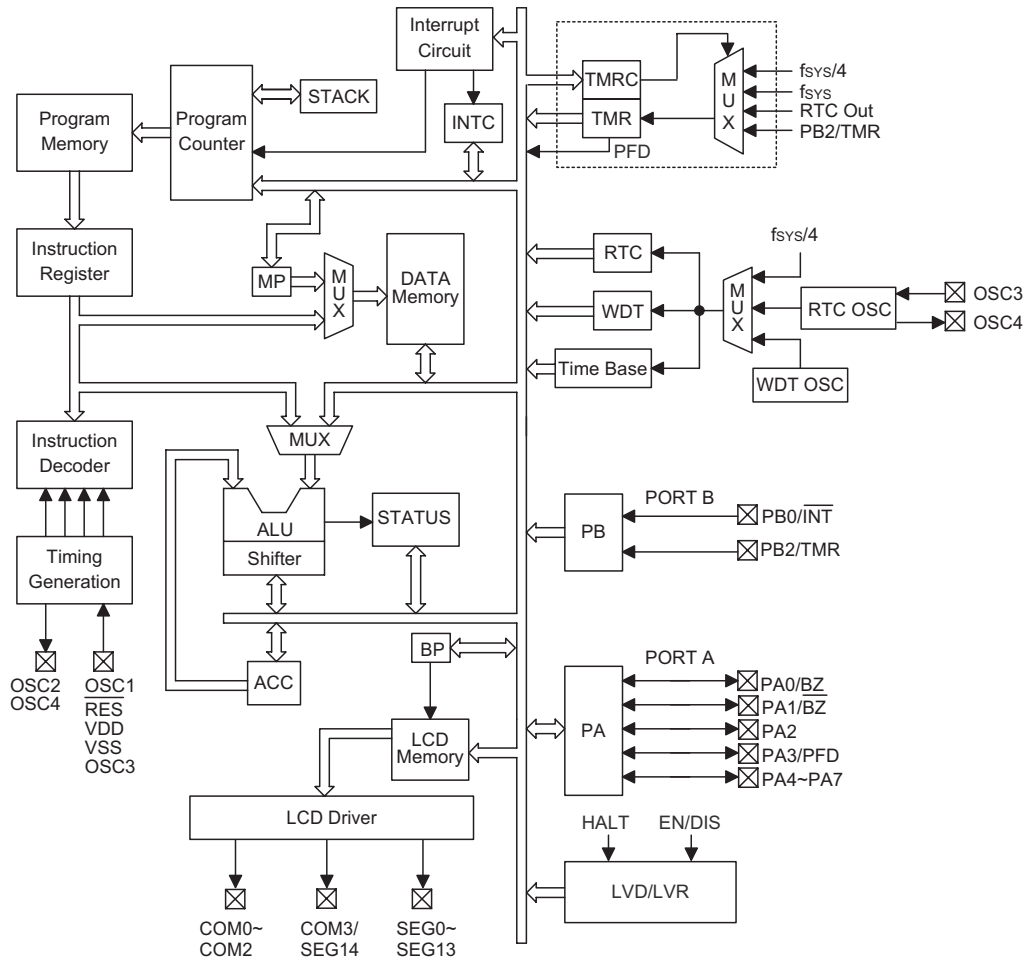 Interrupt
Circuit
STACK
INTC
Program
Memory
Program
Counter
TMRC
TMR
PFD
M
U
X
fSYS/4
fSYS
RTC Out
PB2/TMR
Instruction
Register
MP
M
U
X
DATA
Memory
RTC
WDT
Time Base
fSYS/4
M
U
X
RTC OSC
OSC3
OSC4
WDT OSC
MUX
Instruction
Decoder
ALU
Shifter
STATUS
Timing
Generation
PORT B
PB
PB0/I̅N̅T̅
PB2/TMR
OSC2
OSC4
OSC1
R̅E̅S̅
VDD
VSS
OSC3
ACC
BP
LCD
Memory
PORT A
PA
PA0/BZ
PA1/B̅Z̅
PA2
PA3/PFD
PA4~PA7
LCD Driver
COM0~
COM2
COM3/
SEG14
SEG0~
SEG13
HALT
EN/DIS
LVD/LVR